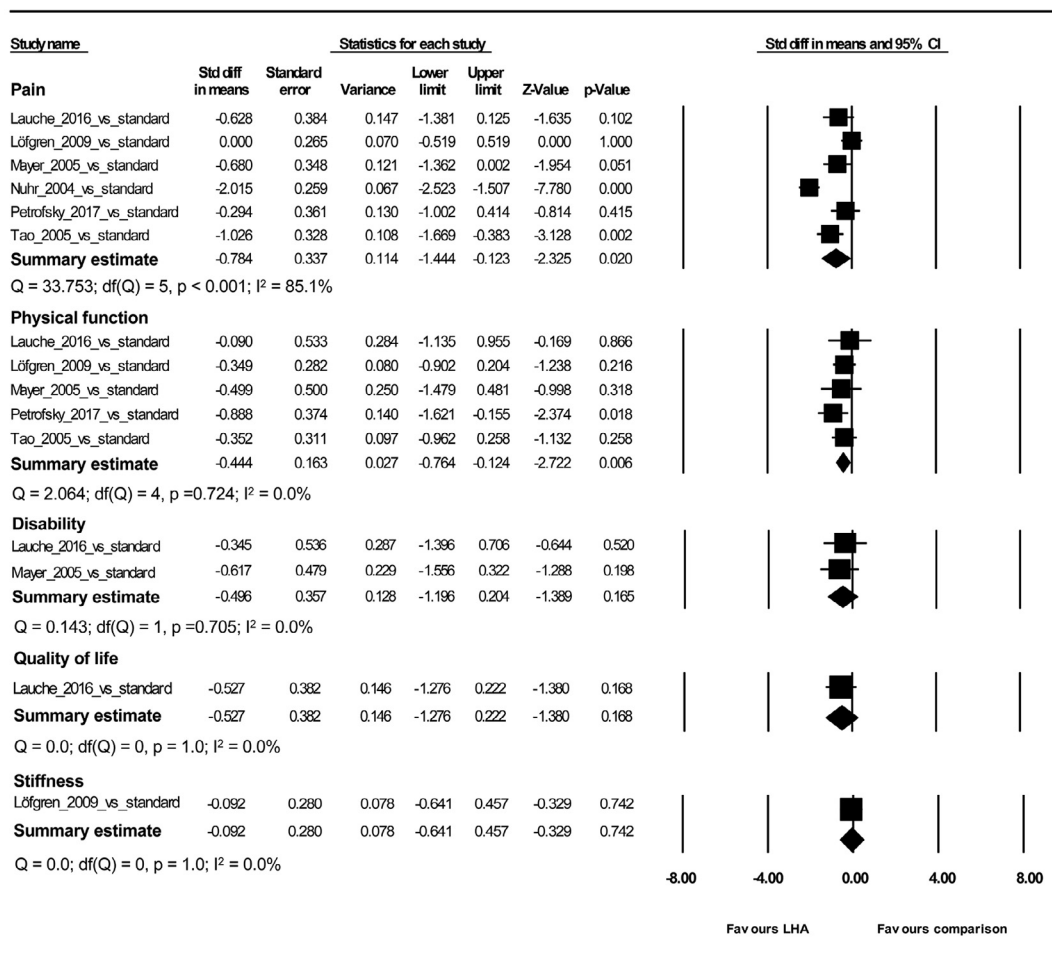 Study name Statistics for each study Std diff in means and 95% CI
Pain Std diff in means Standard error Variance Lower limit Upper limit Z-Value p-Value
Lauche_2016_vs_standard -0.628 0.384 0.147 -1.381 0.125 -1.635 0.102
Löfgren_2009_vs_standard 0.000 0.265 0.070 -0.519 0.519 0.000 1.000
Mayer_2005_vs_standard -0.680 0.348 0.121 -1.362 0.002 -1.954 0.051
Nuhr_2004_vs_standard -2.015 0.259 0.067 -2.523 -1.507 -7.780 0.000
Petrofsky_2017_vs_standard -0.294 0.361 0.130 -1.002 0.414 -0.814 0.415
Tao_2005_vs_standard -1.026 0.328 0.108 -1.669 -0.383 -3.128 0.002
Summary estimate -0.784 0.337 0.114 -1.444 -0.123 -2.325 0.020
Q = 33.753; df(Q) = 5, p < 0.001; I² = 85.1%
Physical function
Lauche_2016_vs_standard -0.090 0.533 0.284 -1.135 0.955 -0.169 0.866
Löfgren_2009_vs_standard -0.349 0.282 0.080 -0.902 0.204 -1.238 0.216
Mayer_2005_vs_standard -0.499 0.500 0.250 -1.479 0.481 -0.998 0.318
Petrofsky_2017_vs_standard -0.888 0.374 0.140 -1.621 -0.155 -2.374 0.018
Tao_2005_vs_standard -0.352 0.311 0.097 -0.962 0.258 -1.132 0.258
Summary estimate -0.444 0.163 0.027 -0.764 -0.124 -2.722 0.006
Q = 2.064; df(Q) = 4, p =0.724; I² = 0.0%
Disability
Lauche_2016_vs_standard -0.345 0.536 0.287 -1.396 0.706 -0.644 0.520
Mayer_2005_vs_standard -0.617 0.479 0.229 -1.556 0.322 -1.288 0.198
Summary estimate -0.496 0.357 0.128 -1.196 0.204 -1.389 0.165
Q = 0.143; df(Q) = 1, p =0.705; I² = 0.0%
Quality of life
Lauche_2016_vs_standard -0.527 0.382 0.146 -1.276 0.222 -1.380 0.168
Summary estimate -0.527 0.382 0.146 -1.276 0.222 -1.380 0.168
Q = 0.0; df(Q) = 0, p = 1.0; I² = 0.0%
Stiffness
Löfgren_2009_vs_standard -0.092 0.280 0.078 -0.641 0.457 -0.329 0.742
Summary estimate -0.092 0.280 0.078 -0.641 0.457 -0.329 0.742
Q = 0.0; df(Q) = 0, p = 1.0; I² = 0.0%
-8.00 -4.00 0.00 4.00 8.00
Favours LHA Favours comparison